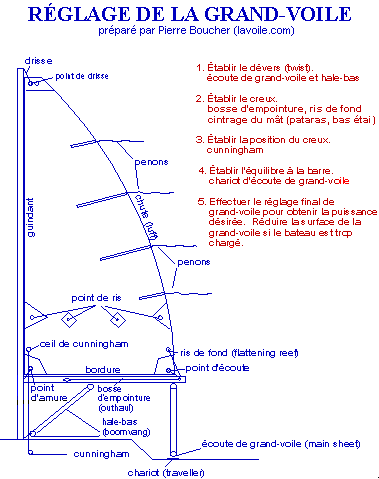 RÉGLAGE DE LA GRAND-VOILE
préparé par Pierre Boucher (lavoile.com)
drisse
point de drisse
1. Établir le dévers (twist).
écoute de grand-voile et hale-bas
2. Établir le creux.
bosse d'empointure, ris de fond
cintrage du mât (pataras, bas étai)
3. Établir la position du creux.
cunningham
4. Établir l'équilibre à la barre.
chariot d'écoute de grand-voile
5. Effectuer le réglage final de
grand-voile pour obtenir la puissance
désirée. Réduire la surface de la
grand-voile si le bateau est trop
chargé.
penons
guindant
chute (luff)
penons
point de ris
œil de cunningham
ris de fond (flattening reef)
bordure
point d'écoute
point
d'amure
bosse
d'empointure
(outhaul)
hale-bas
(boomvang)
écoute de grand-voile (main sheet)
cunningham
chariot (traveller)